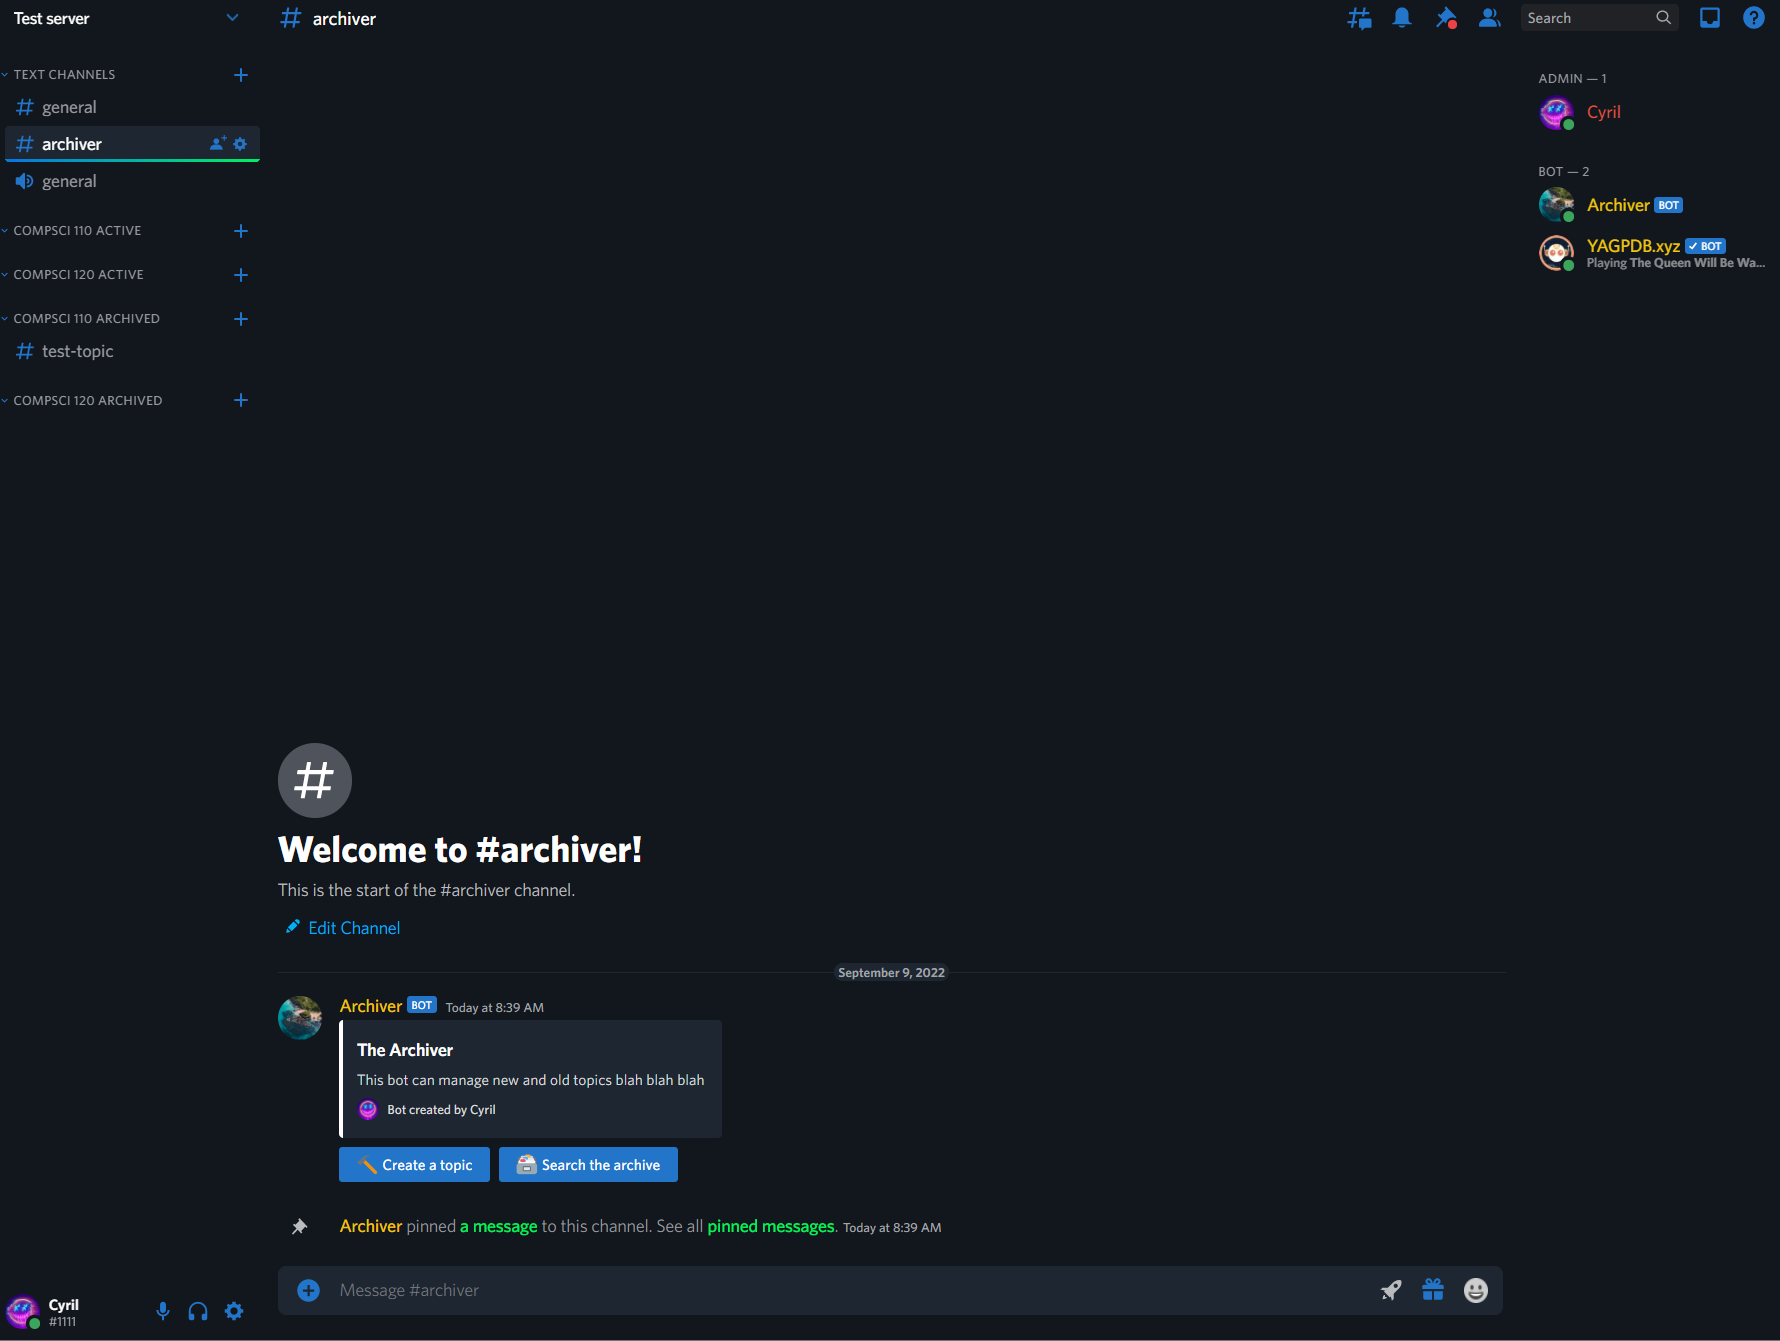 Test server
TEXT CHANNELS
general
archiver
general
COMPSCI 110 ACTIVE
COMPSCI 120 ACTIVE
COMPSCI 110 ARCHIVED
test-topic
COMPSCI 120 ARCHIVED
Cyril
#1111
# archiver
Search
Welcome to #archiver!
This is the start of the #archiver channel.
Edit Channel
September 9, 2022
Archiver BOT Today at 8:39 AM
The Archiver
This bot can manage new and old topics blah blah blah
Bot created by Cyril
Create a topic
Search the archive
Archiver pinned a message to this channel. See all pinned messages. Today at 8:39 AM
Message #archiver
ADMIN — 1
Cyril
BOT — 2
Archiver BOT
YAGPDB.xyz ✓ BOT
Playing The Queen Will Be Wa...